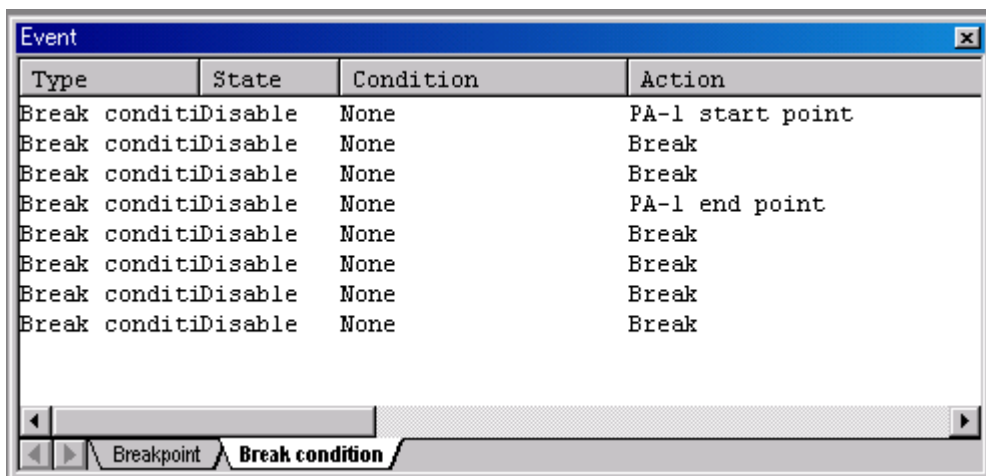 Event
Type State Condition Action
Break conditiDisable None PA-1 start point
Break conditiDisable None Break
Break conditiDisable None Break
Break conditiDisable None PA-1 end point
Break conditiDisable None Break
Break conditiDisable None Break
Break conditiDisable None Break
Break conditiDisable None Break
Breakpoint Break condition